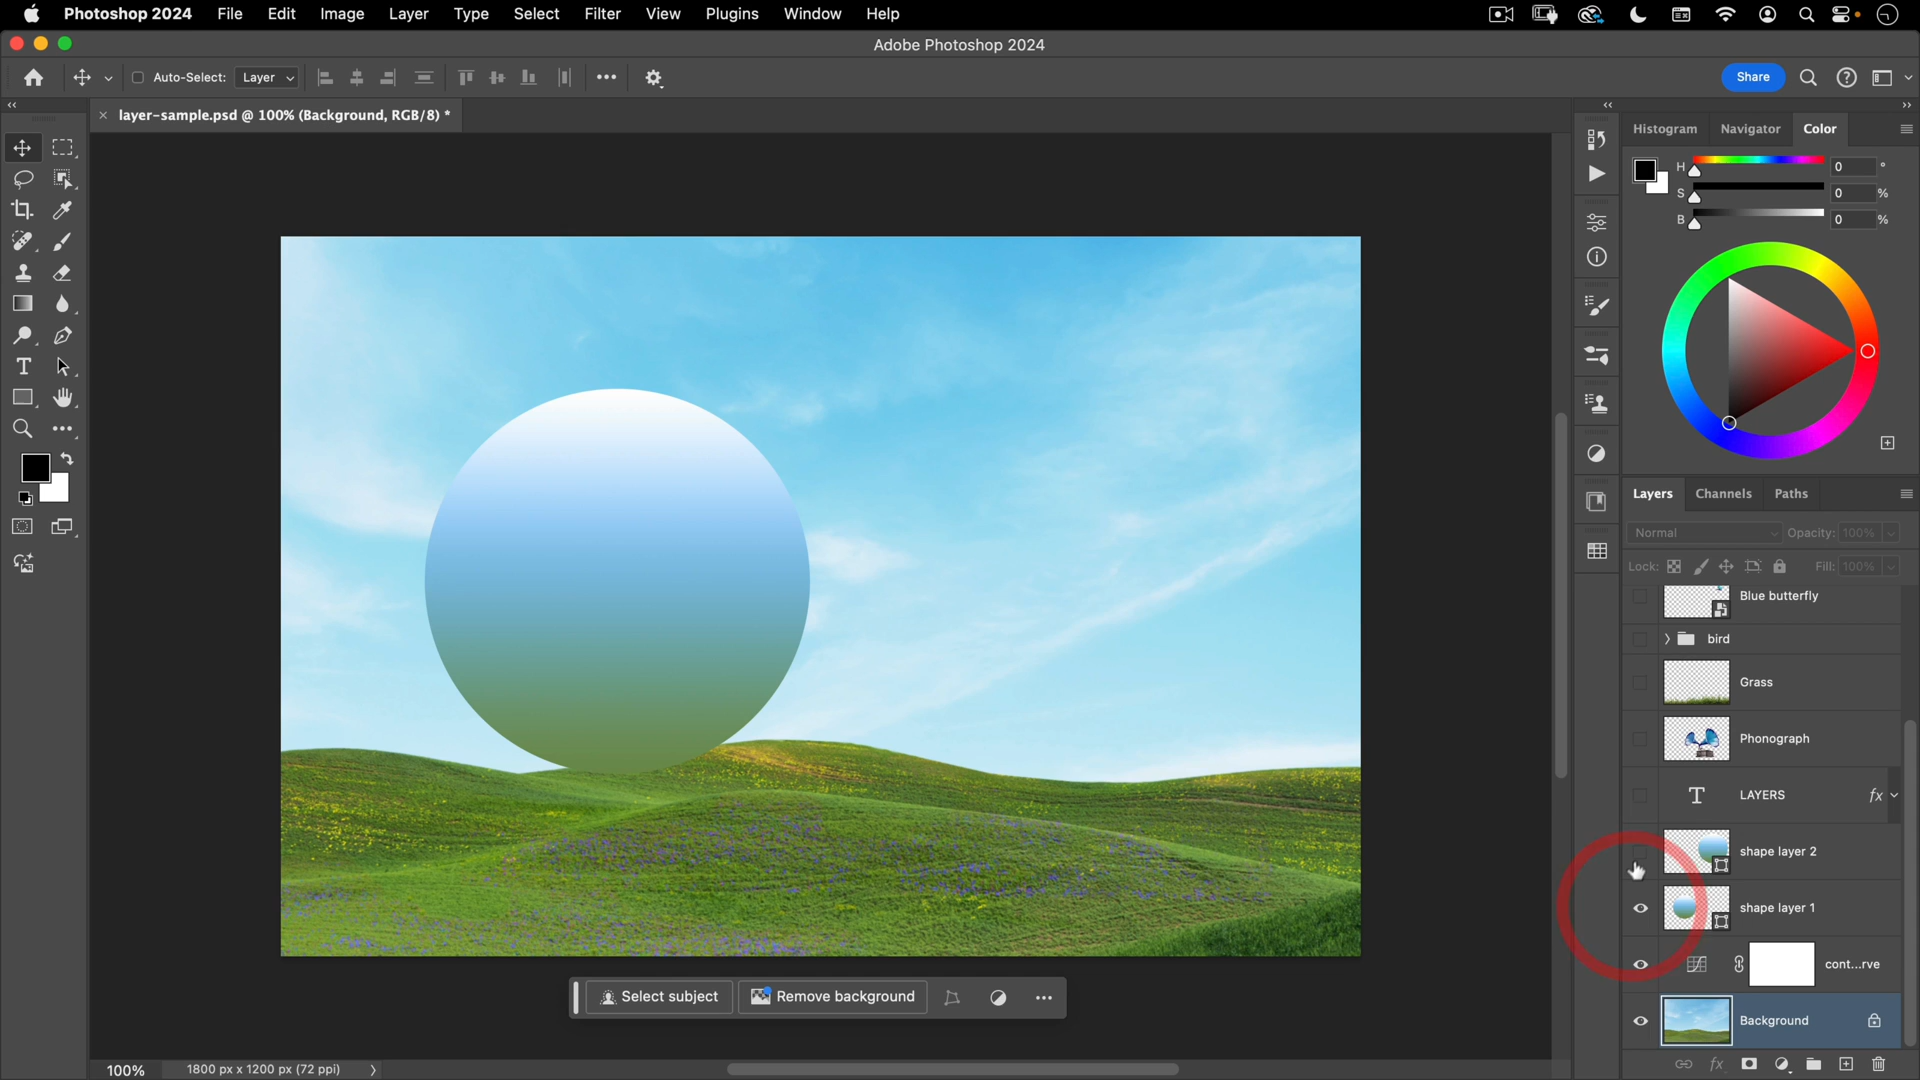 Photoshop 2024 File Edit Image Layer Type Select Filter View Plugins Window Help
Adobe Photoshop 2024
Auto-Select: Layer
Share
layer-sample.psd @ 100% (Background, RGB/8) *
Histogram Navigator Color
H 0 °
S 0 %
B 0 %
Layers Channels Paths
Normal Opacity: 100%
Lock: Fill: 100%
Blue butterfly
bird
Grass
Phonograph
T LAYERS fx
shape layer 2
shape layer 1
cont...rve
Background
Select subject Remove background
100% 1800 px x 1200 px (72 ppi)
fx